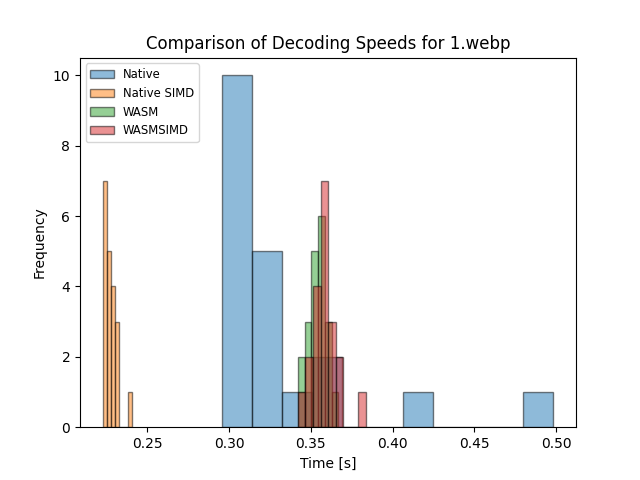 Comparison of Decoding Speeds for 1.webp
Native
Native SIMD
WASM
WASMSIMD
Frequency
10
8
6
4
2
0
0.25 0.30 0.35 0.40 0.45 0.50
Time [s]